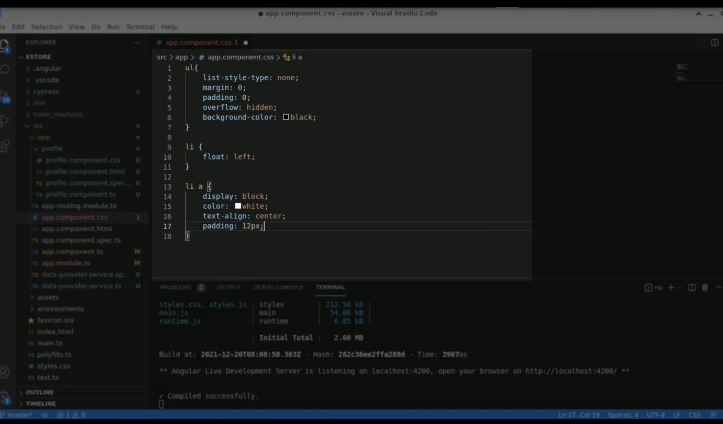 app.component.css - estore - Visual Studio Code
Edit Selection View Go Run Terminal Help
EXPLORER
app.component.css 1
src > app > # app.component.css > a
ESTORE
.angular
.vscode
cypress
dist
node_modules
src
app
profile
profile.component.css U
profile.component.html U
profile.component.spec... U
profile.component.ts U
app-routing.module.ts
app.component.css 1
app.component.html
app.component.spec.ts
app.component.ts M
app.module.ts M
data-provider.service.sp... U
data-provider.service.ts U
assets
environments
favicon.ico
index.html
main.ts
polyfills.ts
styles.css
test.ts
OUTLINE
TIMELINE
1 ul{
2 list-style-type: none;
3 margin: 0;
4 padding: 0;
5 overflow: hidden;
6 background-color: black;
7 }
8
9 li {
10 float: left;
11 }
12
13 li a {
14 display: block;
15 color: white;
16 text-align: center;
17 padding: 12px;
18 }
PROBLEMS OUTPUT DEBUG CONSOLE TERMINAL
styles.css, styles.js | styles | 212.58 kB |
main.js | main | 54.86 kB |
runtime.js | runtime | 6.85 kB |
| Initial Total | 2.60 MB
Build at: 2021-12-20T08:08:50.363Z - Hash: 282c36ee2ffa288d - Time: 3907ms
** Angular Live Development Server is listening on localhost:4200, open your browser on http://localhost:4200/ **
✔ Compiled successfully.
master* 1 0 Ln 17, Col 19 Spaces: 4 UTF-8 LF CSS